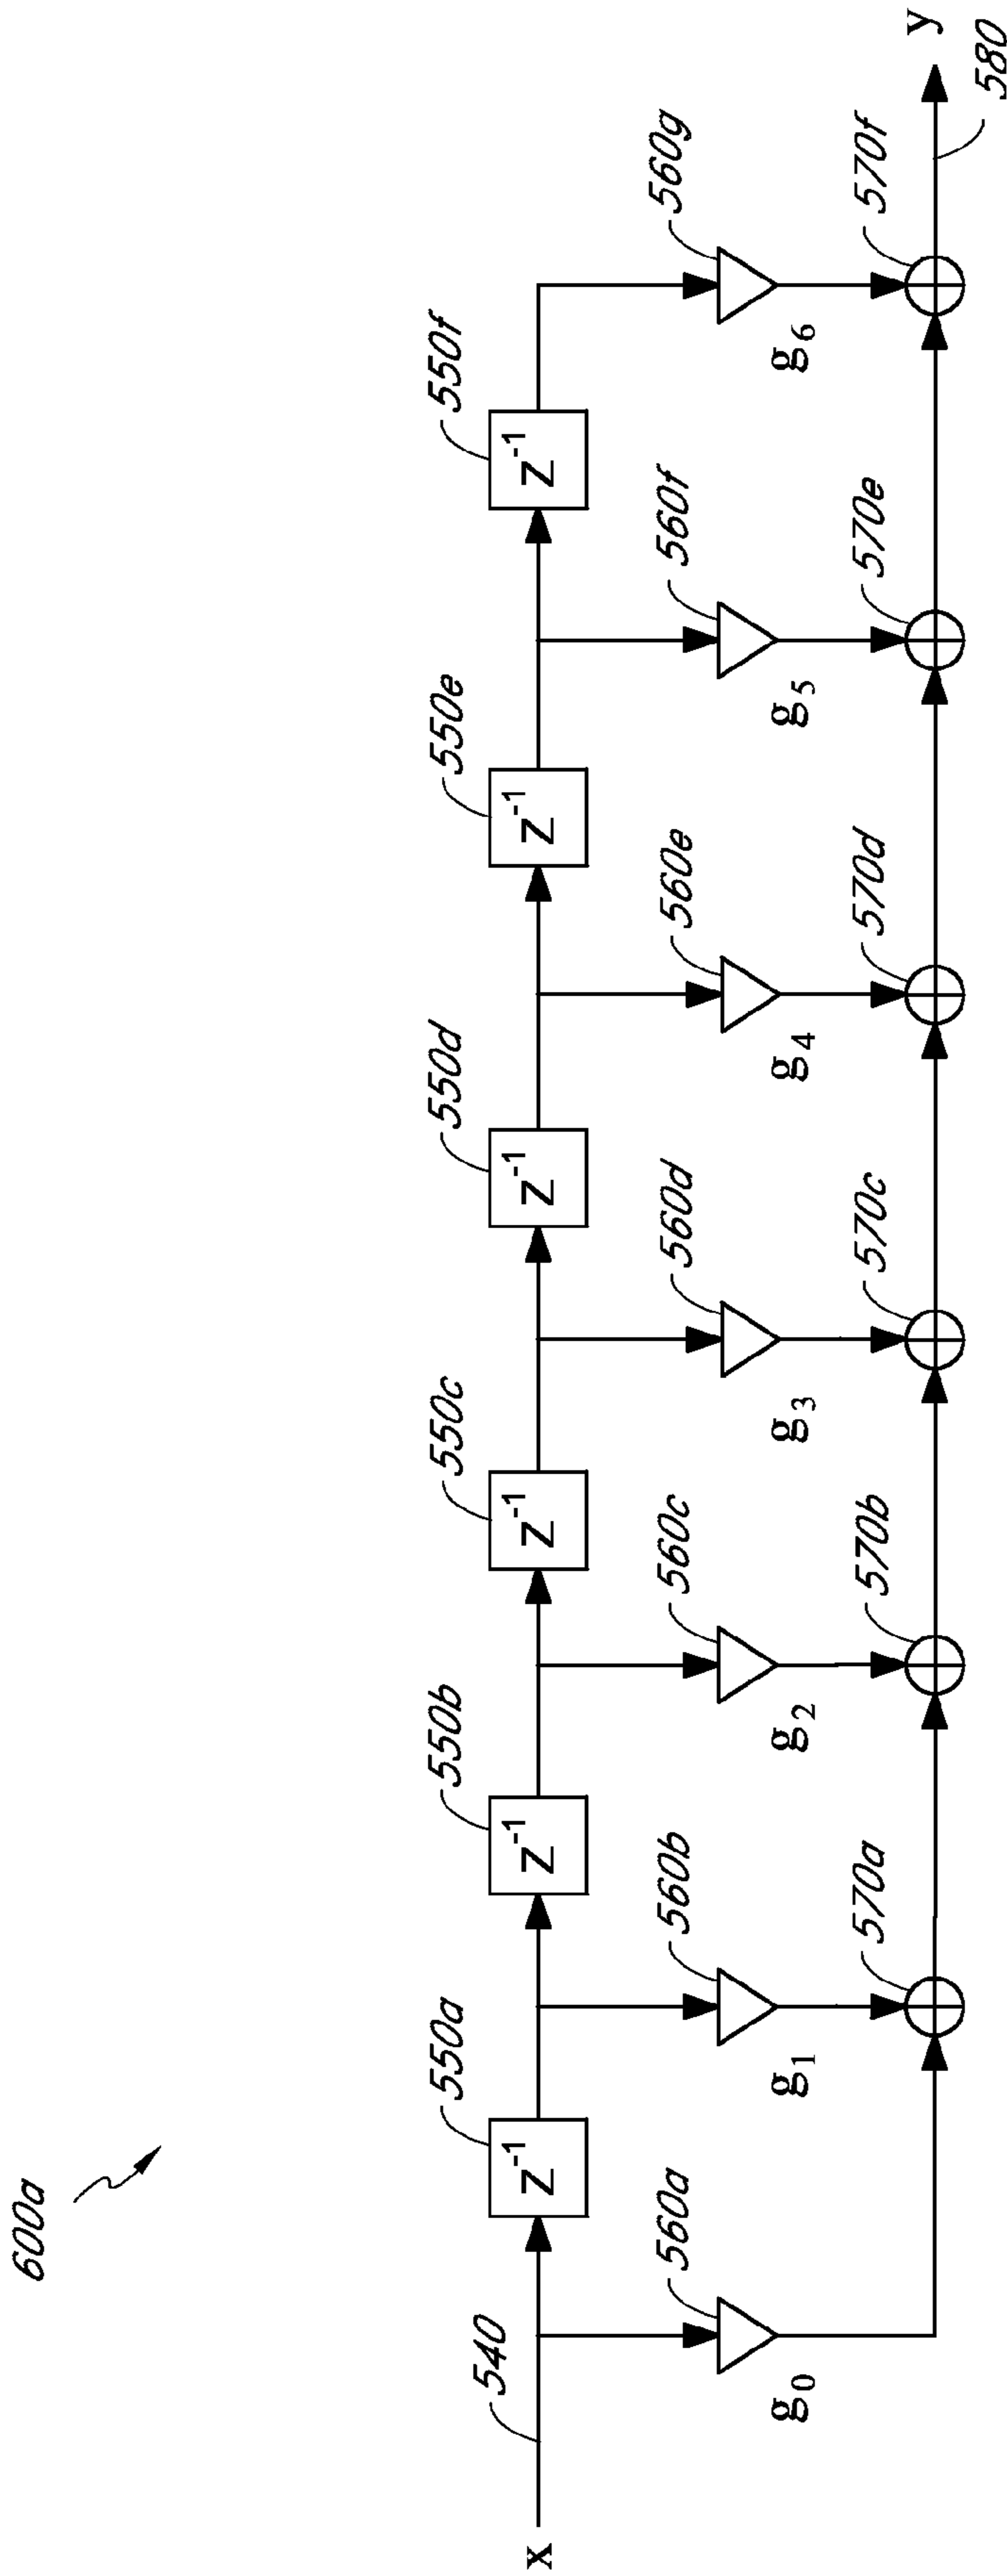 600a
550a
550b
550c
550d
550e
550f
x
540
z⁻¹
z⁻¹
z⁻¹
z⁻¹
z⁻¹
z⁻¹
560a
560b
560c
560d
560e
560f
560g
g₀
g₁
g₂
g₃
g₄
g₅
g₆
570a
570b
570c
570d
570e
570f
y
580